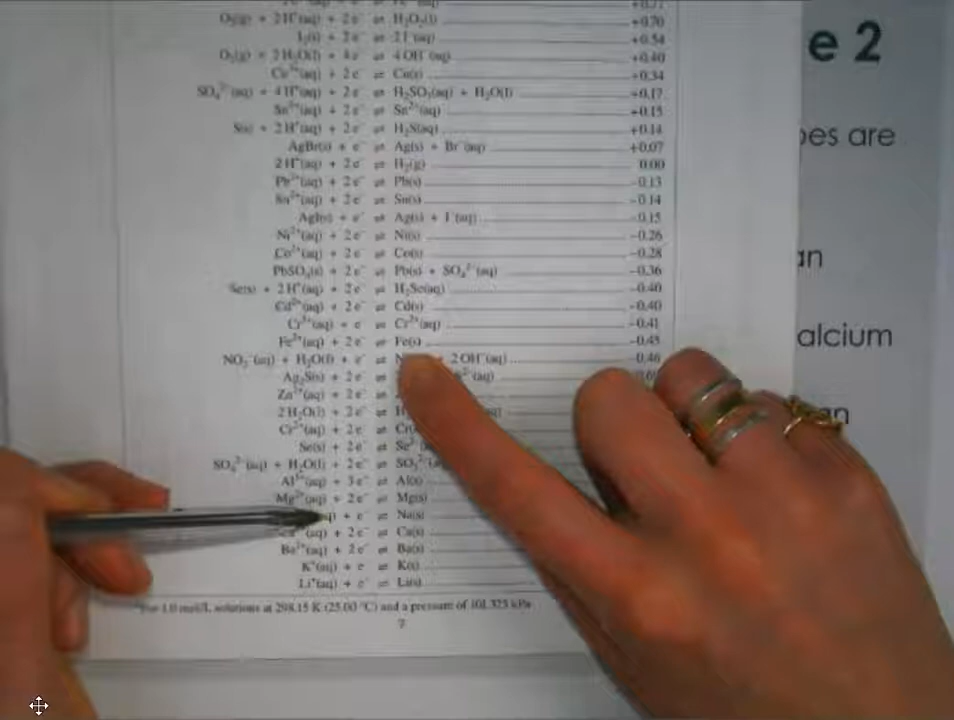 O₂(g) + 2H⁺(aq) + 2e⁻ ⇌ H₂O₂(l) +0.70
I₂(s) + 2e⁻ ⇌ 2I⁻(aq) +0.54
O₂(g) + 2H₂O(l) + 4e⁻ ⇌ 4OH⁻(aq) +0.40
Cu²⁺(aq) + 2e⁻ ⇌ Cu(s) +0.34
SO₄²⁻(aq) + 4H⁺(aq) + 2e⁻ ⇌ H₂SO₃(aq) + H₂O(l) +0.17
Sn⁴⁺(aq) + 2e⁻ ⇌ Sn²⁺(aq) +0.15
S(s) + 2H⁺(aq) + 2e⁻ ⇌ H₂S(aq) +0.14
AgBr(s) + e⁻ ⇌ Ag(s) + Br⁻(aq) +0.07
2H⁺(aq) + 2e⁻ ⇌ H₂(g) 0.00
Pb²⁺(aq) + 2e⁻ ⇌ Pb(s) −0.13
Sn²⁺(aq) + 2e⁻ ⇌ Sn(s) −0.14
AgI(s) + e⁻ ⇌ Ag(s) + I⁻(aq) −0.15
Ni²⁺(aq) + 2e⁻ ⇌ Ni(s) −0.26
Co²⁺(aq) + 2e⁻ ⇌ Co(s) −0.28
PbSO₄(s) + 2e⁻ ⇌ Pb(s) + SO₄²⁻(aq) −0.36
Se(s) + 2H⁺(aq) + 2e⁻ ⇌ H₂Se(aq) −0.40
Cd²⁺(aq) + 2e⁻ ⇌ Cd(s) −0.40
Cr³⁺(aq) + e⁻ ⇌ Cr²⁺(aq) −0.41
Fe²⁺(aq) + 2e⁻ ⇌ Fe(s) −0.45
NO₂⁻(aq) + H₂O(l) + e⁻ ⇌ N + 2OH⁻(aq) −0.46
Ag₂S(s) + 2e⁻ ⇌ ²⁻(aq)
Zn²⁺(aq) + 2e⁻ ⇌
2H₂O(l) + 2e⁻ ⇌ H
Cr²⁺(aq) + 2e⁻ ⇌ Cr(
Se(s) + 2e⁻ ⇌ Se²⁻
SO₄²⁻(aq) + H₂O(l) + 2e⁻ ⇌ SO₃²⁻
Al³⁺(aq) + 3e⁻ ⇌ Al(s)
Mg²⁺(aq) + 2e⁻ ⇌ Mg(s)
+ e⁻ ⇌ Na(s)
(aq) + 2e⁻ ⇌ Ca(s)
Ba²⁺(aq) + 2e⁻ ⇌ Ba(s)
K⁺(aq) + e⁻ ⇌ K(s)
Li⁺(aq) + e⁻ ⇌ Li(s)
For 1.0 mol/L solutions at 298.15 K (25.00 °C) and a pressure of 101.325 kPa
7
e 2
pes are
an
alcium
an